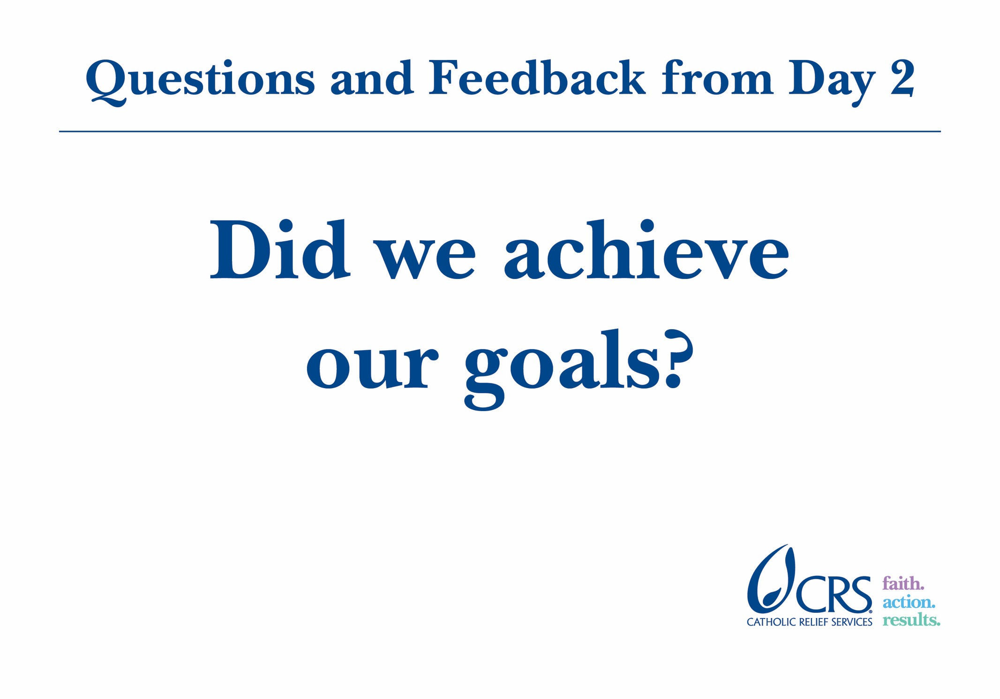 Questions and Feedback from Day 2
Did we achieve
our goals?
CRS®
CATHOLIC RELIEF SERVICES
faith.
action.
results.